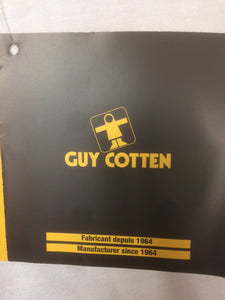 GUY COTTEN
Fabricant depuis 1964
Manufacturer since 1964